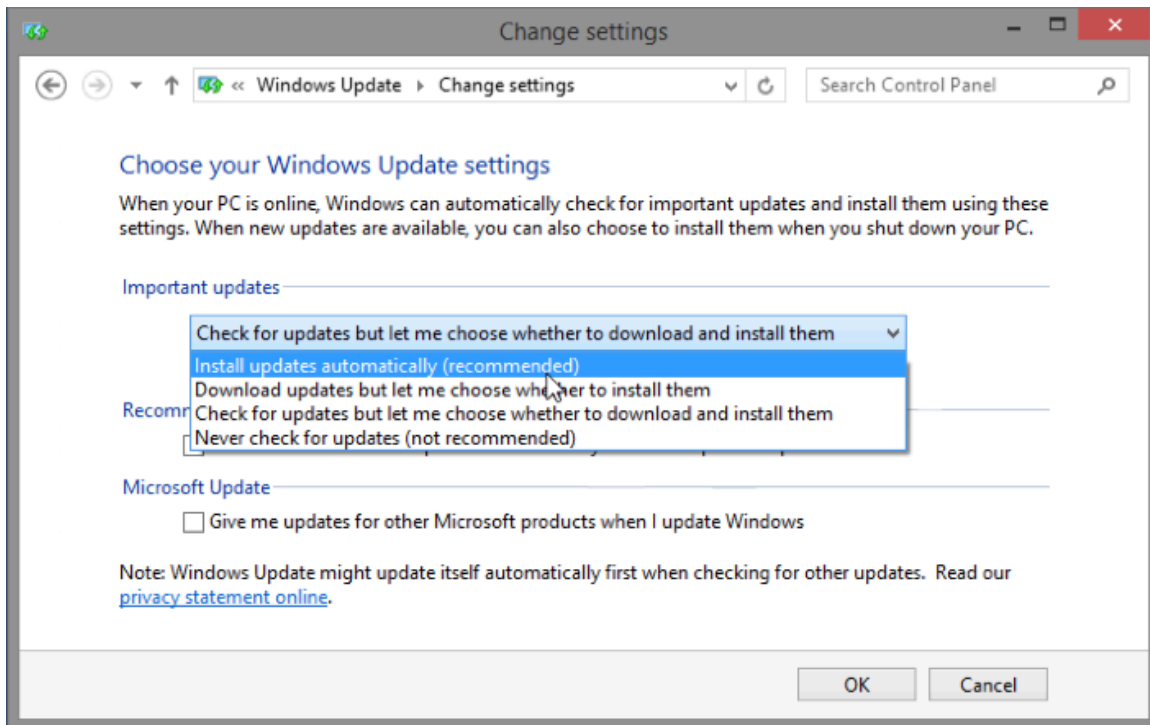 Change settings
« Windows Update Change settings
Search Control Panel
Choose your Windows Update settings
When your PC is online, Windows can automatically check for important updates and install them using these
settings. When new updates are available, you can also choose to install them when you shut down your PC.
Important updates
Check for updates but let me choose whether to download and install them
Install updates automatically (recommended)
Download updates but let me choose whether to install them
Check for updates but let me choose whether to download and install them
Never check for updates (not recommended)
Microsoft Update
Give me updates for other Microsoft products when I update Windows
Note: Windows Update might update itself automatically first when checking for other updates. Read our
privacy statement online.
OK Cancel